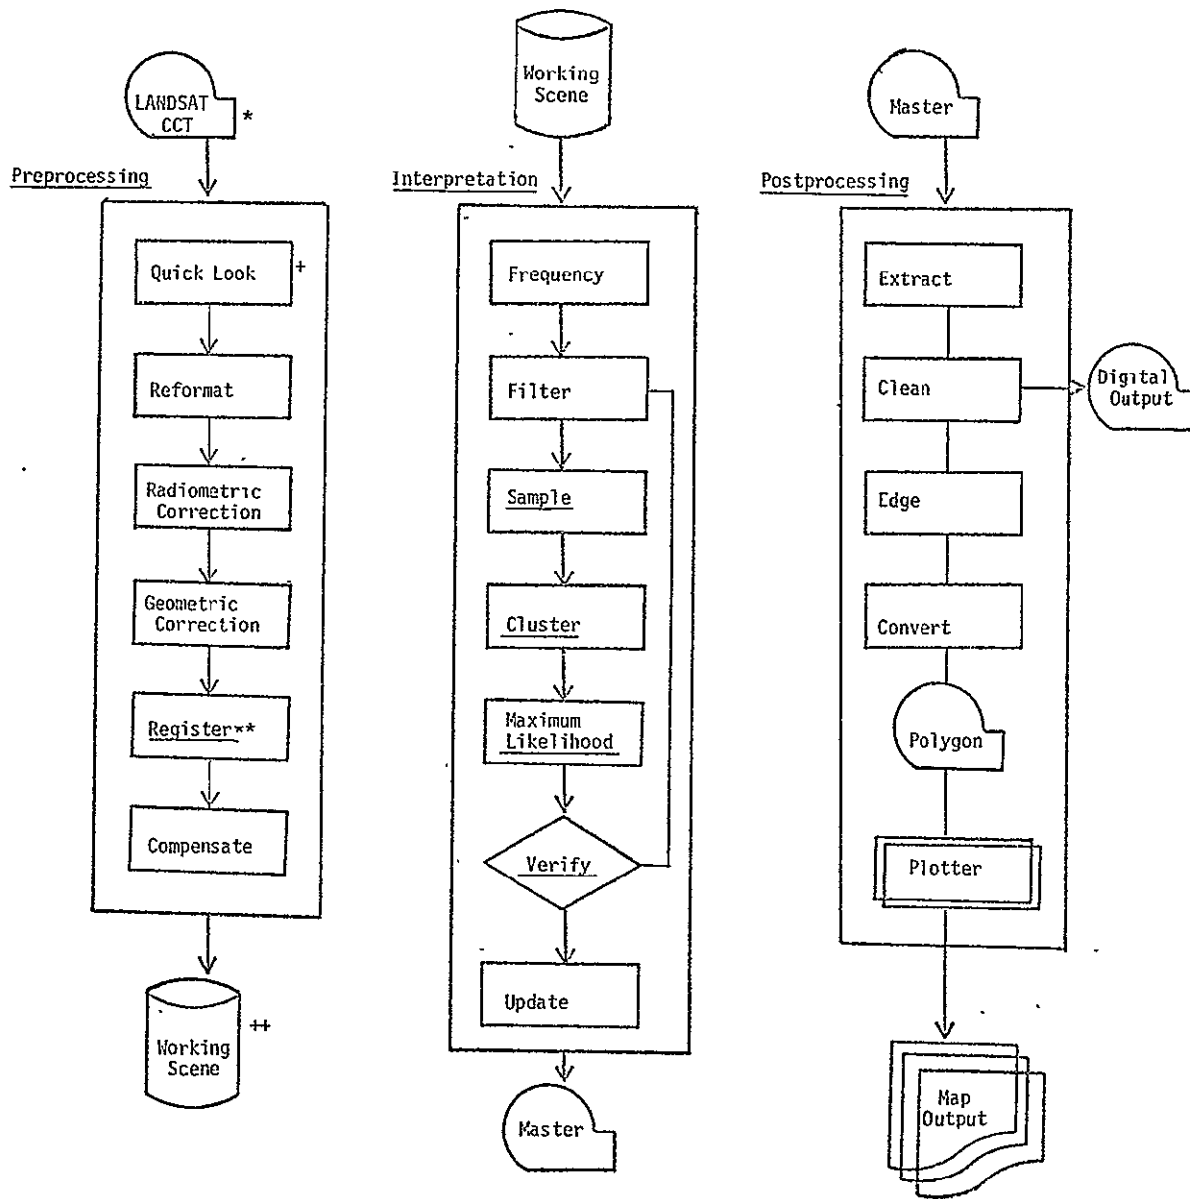 LANDSAT
CCT
*
Preprocessing
Quick Look
+
Reformat
Radiometric
Correction
Geometric
Correction
Register**
Compensate
Working
Scene
++
Working
Scene
Interpretation
Frequency
Filter
Sample
Cluster
Maximum
Likelihood
Verify
Update
Master
Master
Postprocessing
Extract
Clean
Digital
Output
Edge
Convert
Polygon
Plotter
Map
Output